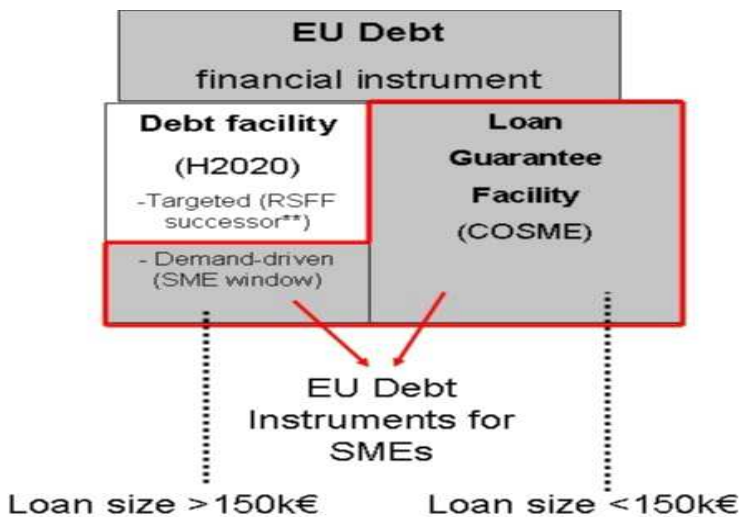 EU Debt
financial instrument
Debt facility
(H2020)
-Targeted (RSFF
successor**)
- Demand-driven
(SME window)
Loan
Guarantee
Facility
(COSME)
EU Debt
Instruments for
SMEs
Loan size >150k€
Loan size <150k€